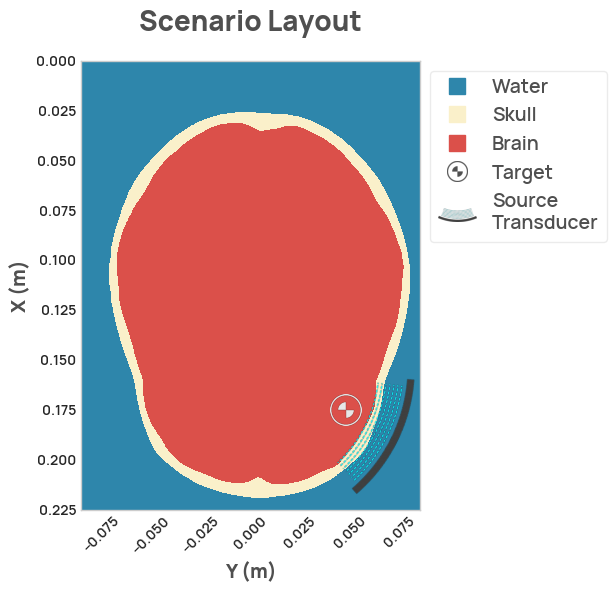 Scenario Layout
0.000
0.025
0.050
0.075
0.100
0.125
0.150
0.175
0.200
0.225
X (m)
−0.075
−0.050
−0.025
0.000
0.025
0.050
0.075
Y (m)
Water
Skull
Brain
Target
Source
Transducer